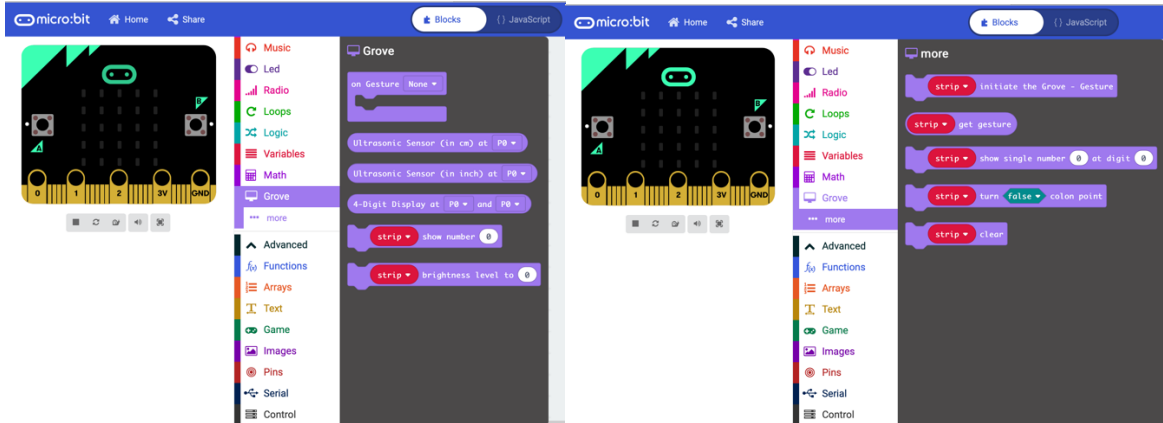 micro:bit Home Share Blocks {} JavaScript
B
A
0 1 2 3V GND
Music
Led
Radio
Loops
Logic
Variables
Math
Grove
more
Advanced
f(x) Functions
Arrays
Text
Game
Images
Pins
Serial
Control
Grove
on Gesture None
Ultrasonic Sensor (in cm) at P0
Ultrasonic Sensor (in inch) at P0
4-Digit Display at P0 and P0
strip show number 0
strip brightness level to 0
micro:bit Home Share Blocks {} JavaScript
B
A
0 1 2 3V GND
Music
Led
Radio
Loops
Logic
Variables
Math
Grove
more
Advanced
f(x) Functions
Arrays
Text
Game
Images
Pins
Serial
Control
more
strip initiate the Grove - Gesture
strip get gesture
strip show single number 0 at digit 0
strip turn false colon point
strip clear